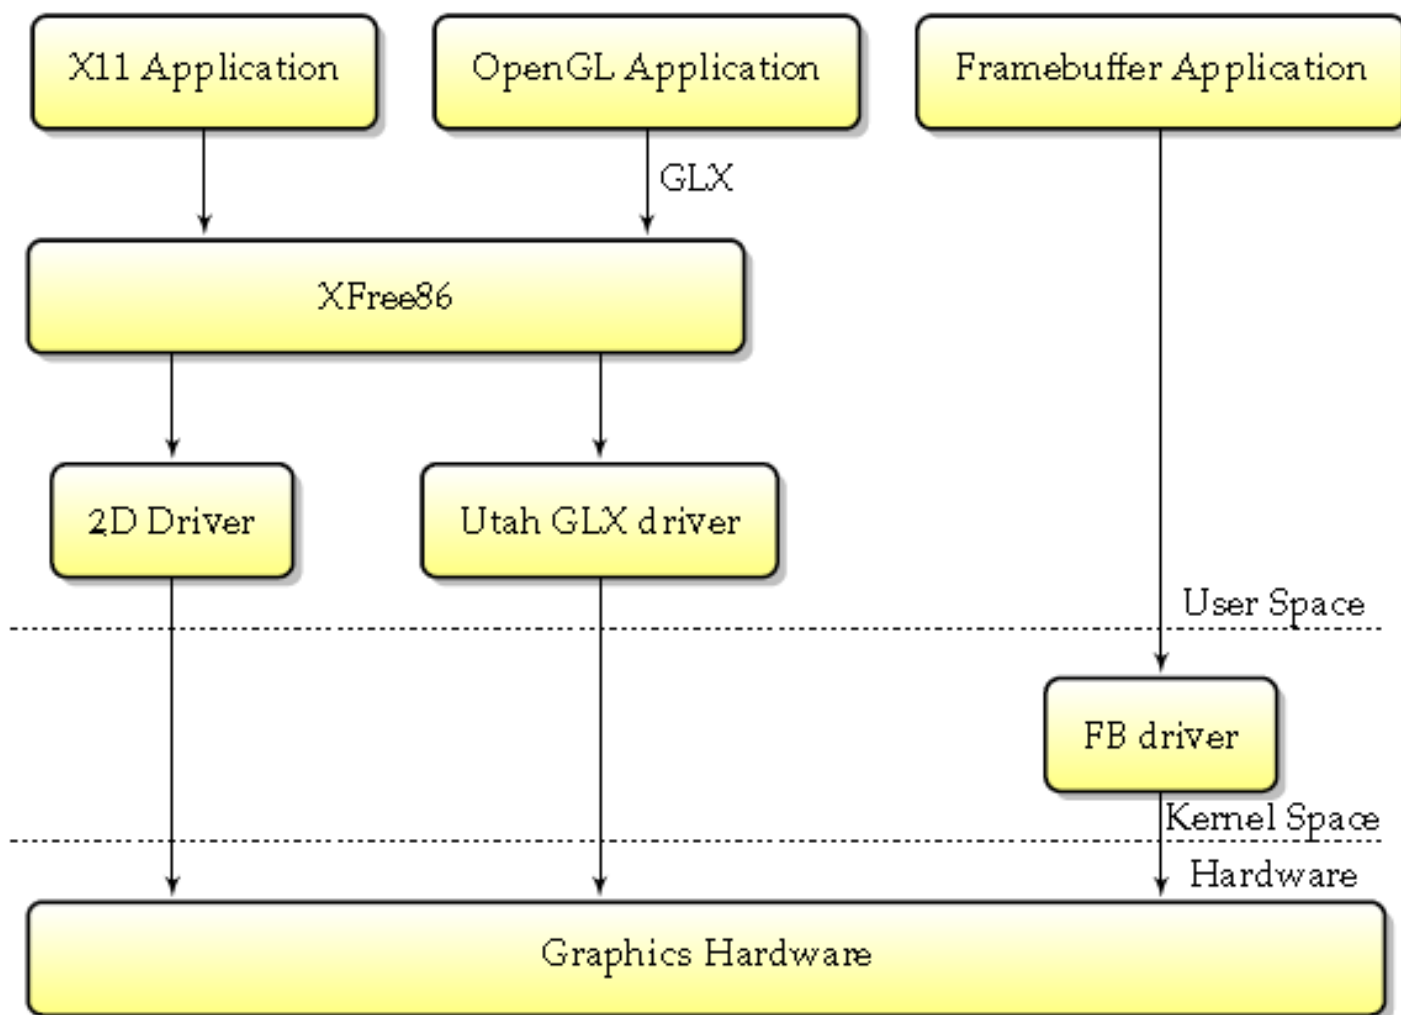 X11 Application
OpenGL Application
Framebuffer Application
GLX
XFree86
2D Driver
Utah GLX driver
User Space
FB driver
Kernel Space
Hardware
Graphics Hardware